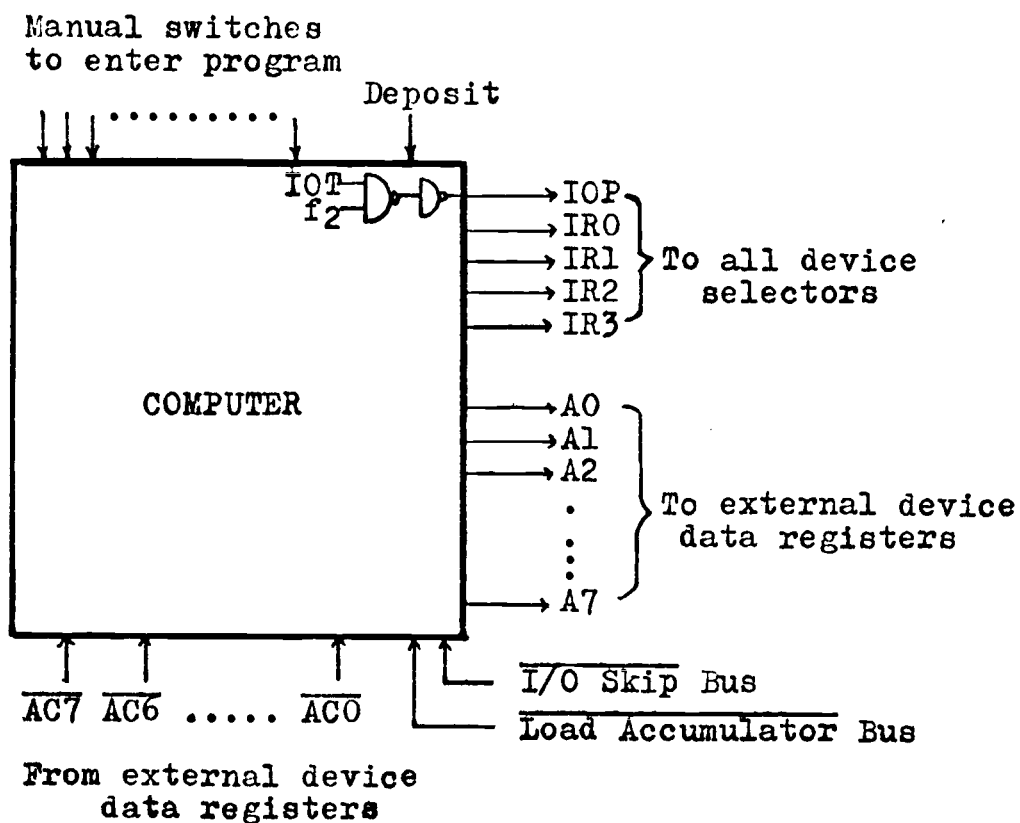 Manual switches
to enter program
Deposit
IOT
f2
IOP
IR0
IR1
IR2
IR3
To all device
selectors
COMPUTER
A0
A1
A2
A7
To external device
data registers
I/O Skip Bus
Load Accumulator Bus
AC7 AC6 ..... AC0
From external device
data registers